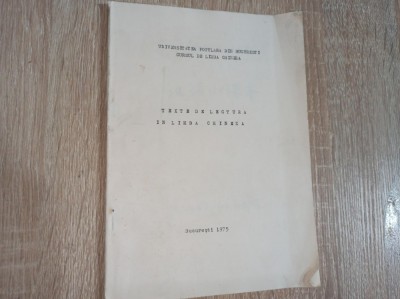 UNIVERSITATEA POPULARA DIN BUCURESTI
CURSUL DE LIMBA CHINEZA
TEXTE DE LECTURA
IN LIMBA CHINEZA
Bucuresti 1975